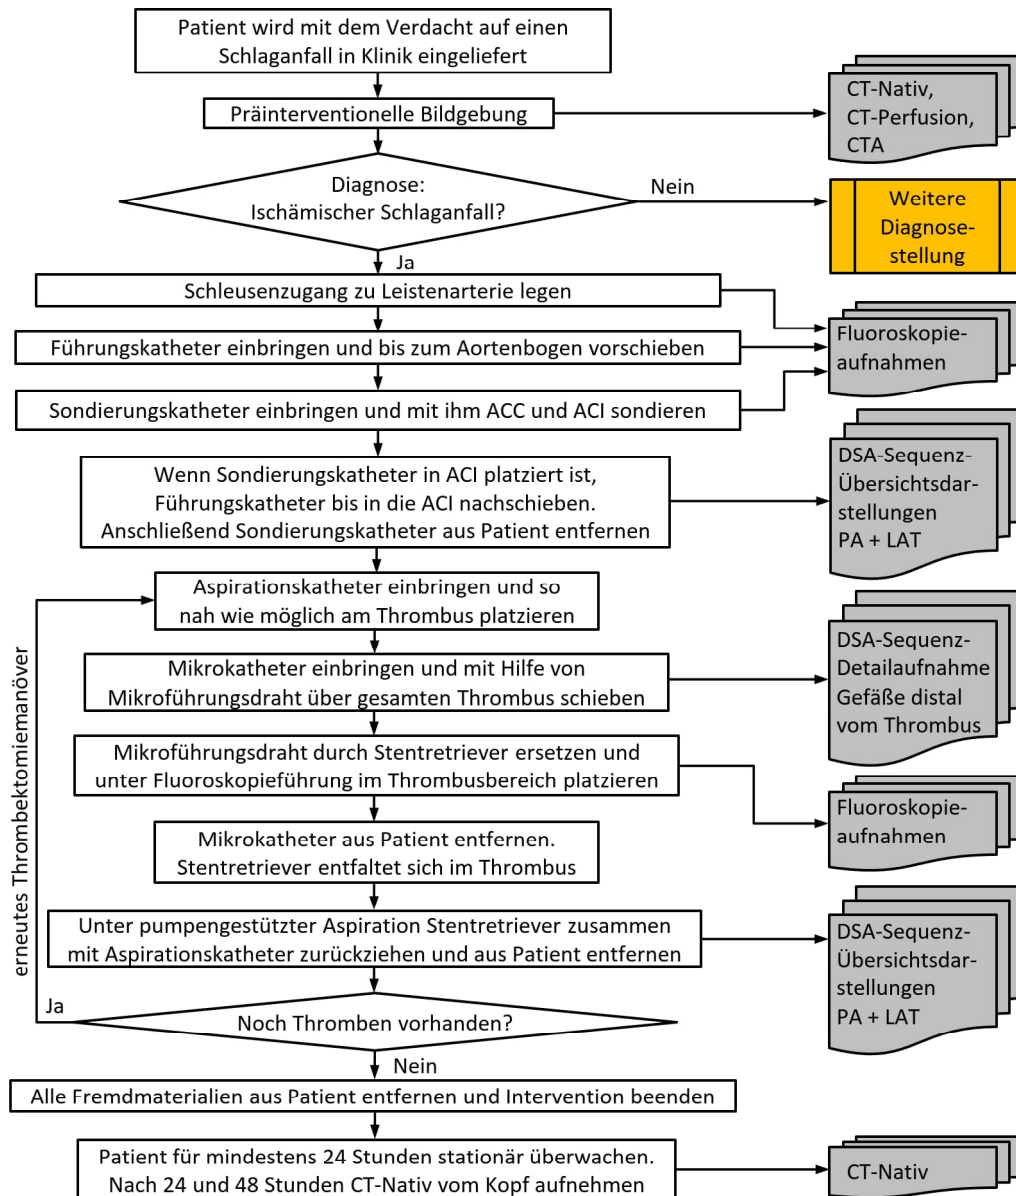 Patient wird mit dem Verdacht auf einen
Schlaganfall in Klinik eingeliefert
Präinterventionelle Bildgebung
CT-Nativ,
CT-Perfusion,
CTA
Diagnose:
Ischämischer Schlaganfall?
Nein
Weitere
Diagnose-
stellung
Ja
Schleusenzugang zu Leistenarterie legen
Führungskatheter einbringen und bis zum Aortenbogen vorschieben
Fluoroskopie-
aufnahmen
Sondierungskatheter einbringen und mit ihm ACC und ACI sondieren
Wenn Sondierungskatheter in ACI platziert ist,
Führungskatheter bis in die ACI nachschieben.
Anschließend Sondierungskatheter aus Patient entfernen
DSA-Sequenz-
Übersichtsdar-
stellungen
PA + LAT
Aspirationskatheter einbringen und so
nah wie möglich am Thrombus platzieren
Mikrokatheter einbringen und mit Hilfe von
Mikroführungsdraht über gesamten Thrombus schieben
DSA-Sequenz-
Detailaufnahme
Gefäße distal
vom Thrombus
Mikroführungsdraht durch Stentretriever ersetzen und
unter Fluoroskopieführung im Thrombusbereich platzieren
Fluoroskopie-
aufnahmen
Mikrokatheter aus Patient entfernen.
Stentretriever entfaltet sich im Thrombus
Unter pumpengestützter Aspiration Stentretriever zusammen
mit Aspirationskatheter zurückziehen und aus Patient entfernen
DSA-Sequenz-
Übersichtsdar-
stellungen
PA + LAT
erneutes Thrombektomiemanöver
Ja
Noch Thromben vorhanden?
Nein
Alle Fremdmaterialien aus Patient entfernen und Intervention beenden
Patient für mindestens 24 Stunden stationär überwachen.
Nach 24 und 48 Stunden CT-Nativ vom Kopf aufnehmen
CT-Nativ